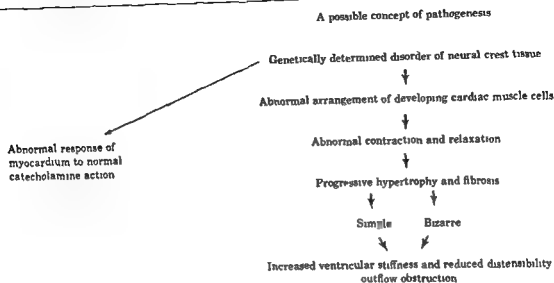 A possible concept of pathogenesis
Genetically determined disorder of neural crest tissue
Abnormal arrangement of developing cardiac muscle cells
Abnormal contraction and relaxation
Abnormal response of
myocardium to normal
catecholamine action
Progressive hypertrophy and fibrosis
Simple Bizarre
Increased ventricular stiffness and reduced distensibility
outflow obstruction